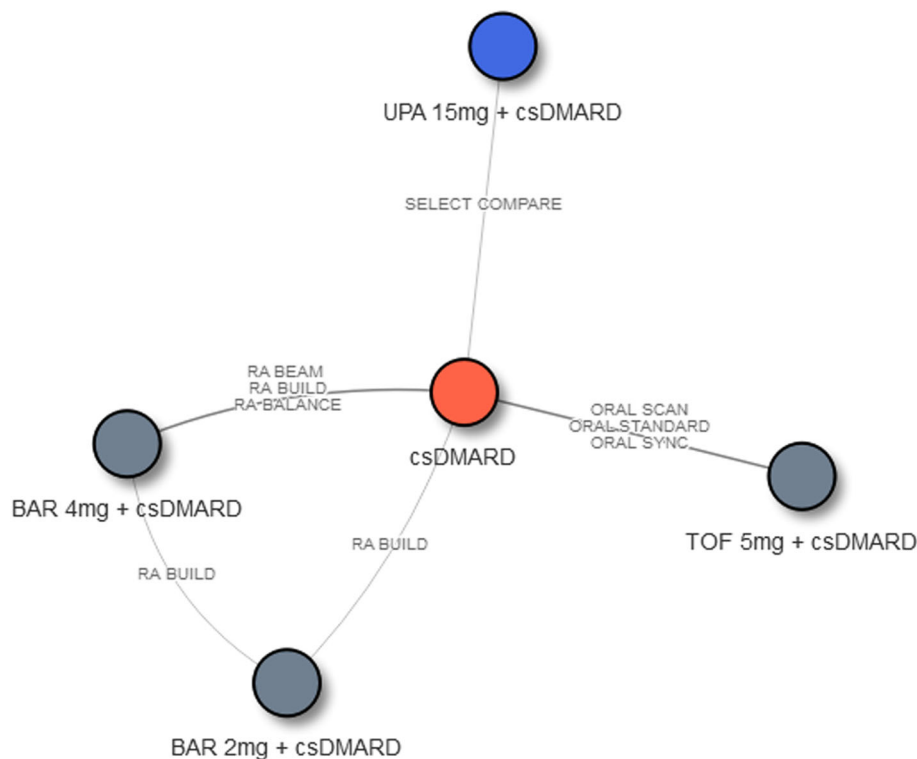 UPA 15mg + csDMARD
SELECT COMPARE
RA BEAM
RA BUILD
RA BALANCE
csDMARD
ORAL SCAN
ORAL STANDARD
ORAL SYNC
BAR 4mg + csDMARD
TOF 5mg + csDMARD
RA BUILD
RA BUILD
BAR 2mg + csDMARD